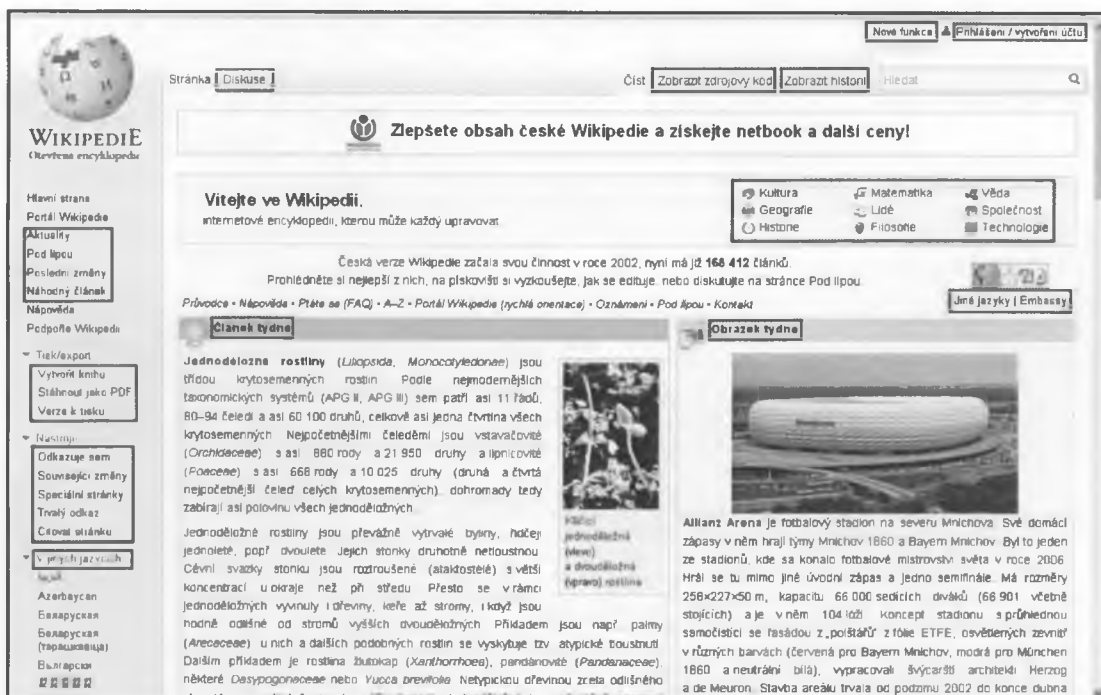 Nové funkce Přihlášení / vytvoření účtu
Stránka Diskuse Číst Zobrazit zdrojový kód Zobrazit historii Hledat
WIKIPEDIE
Otevřená encyklopedie
Zlepšete obsah české Wikipedie a získejte netbook a další ceny!
Hlavní strana
Portál Wikipedie
Aktuality
Pod lípou
Poslední změny
Náhodný článek
Nápověda
Podpořte Wikipedii
Tisk/export
Vytvořit knihu
Stáhnout jako PDF
Verze k tisku
Nástroje
Odkazuje sem
Související změny
Speciální stránky
Trvalý odkaz
Citovat stránku
V jiných jazycích
Azərbaycan
Беларуская
Беларуская
(тарашкевіца)
Български
Vítejte ve Wikipedii,
internetové encyklopedii, kterou může každý upravovat.
Kultura Matematika Věda
Geografie Lidé Společnost
Historie Filosofie Technologie
Česká verze Wikipedie začala svou činnost v roce 2002, nyní má již 168 412 článků.
Prohlédněte si nejlepší z nich, na pískovišti si vyzkoušejte, jak se edituje, nebo diskutujte na stránce Pod lípou.
Průvodce • Nápověda • Ptáte se (FAQ) • A–Z • Portál Wikipedie (rychlá orientace) • Oznámení • Pod lípou • Kontakt
Jiné jazyky | Embassy
Článek týdne
Jednoděložné rostliny (Liliopsida, Monocotyledonae) jsou
třídou krytosemenných rostlin. Podle nejmodernějších
taxonomických systémů (APG II, APG III) sem patří asi 11 řádů,
80–94 čeledí a asi 60 100 druhů, celkově asi jedna čtvrtina všech
krytosemenných. Nejpočetnějšími čeleděmi jsou vstavačovité
(Orchidaceae) s asi 880 rody a 21 950 druhy a lipnicovité
(Poaceae) s asi 668 rody a 10 025 druhy (druhá a čtvrtá
nejpočetnější čeleď celých krytosemenných), dohromady tedy
zabírají asi polovinu všech jednoděložných.
Jednoděložné rostliny jsou převážně vytrvalé byliny, řidčeji
jednoleté, popř. dvouleté. Jejich stonky druhotně netloustnou.
Cévní svazky stonku jsou roztroušené (ataktostélé) s větší
koncentrací u okraje než při středu. Přesto se v rámci
jednoděložných vyvinuly i dřeviny, keře až stromy, i když jsou
hodně odlišné od stromů vyšších dvouděložných. Příkladem jsou např. palmy
(Arecaceae), u nich a dalších podobných rostlin se vyskytuje tzv. atypické tloustnutí.
Dalším příkladem je rostlina žlutokap (Xanthorrhoea), pandánovité (Pandanaceae),
některé Dasypogonaceae nebo Yucca brevifolia. Netypickou dřevinou zcela odlišného
Klíčící
jednoděložná
(vlevo)
a dvouděložná
(vpravo) rostlina
Obrázek týdne
Allianz Arena je fotbalový stadion na severu Mnichova. Své domácí
zápasy v něm hrají týmy Mnichov 1860 a Bayern Mnichov. Byl to jeden
ze stadionů, kde se konalo fotbalové mistrovství světa v roce 2006.
Hrál se tu mimo jiné úvodní zápas a jedno semifinále. Má rozměry
258×227×50 m, kapacitu 66 000 sedících diváků (66 901 včetně
stojících) a je v něm 104 lóží. Koncept stadionu s průhlednou
samočistící se fasádou z „polštářů“ z fólie ETFE, osvětlených zevnitř
v různých barvách (červená pro Bayern Mnichov, modrá pro München
1860 a neutrální bílá), vypracovali švýcarští architekti Herzog
a de Meuron. Stavba areálu trvala od podzimu 2002 do konce dubna